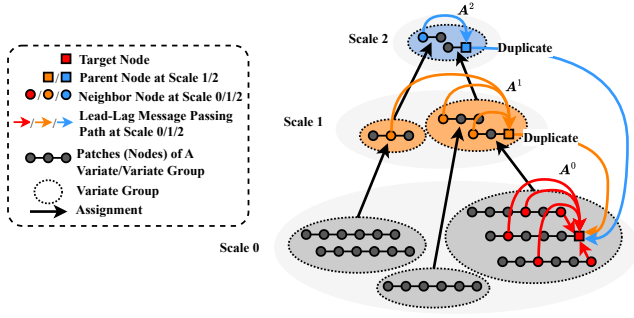 Target Node
Parent Node at Scale 1/2
Neighbor Node at Scale 0/1/2
Lead-Lag Message Passing
Path at Scale 0/1/2
Patches (Nodes) of A
Variate/Variate Group
Variate Group
Assignment
A²
Scale 2
Duplicate
A¹
Scale 1
Duplicate
A⁰
Scale 0